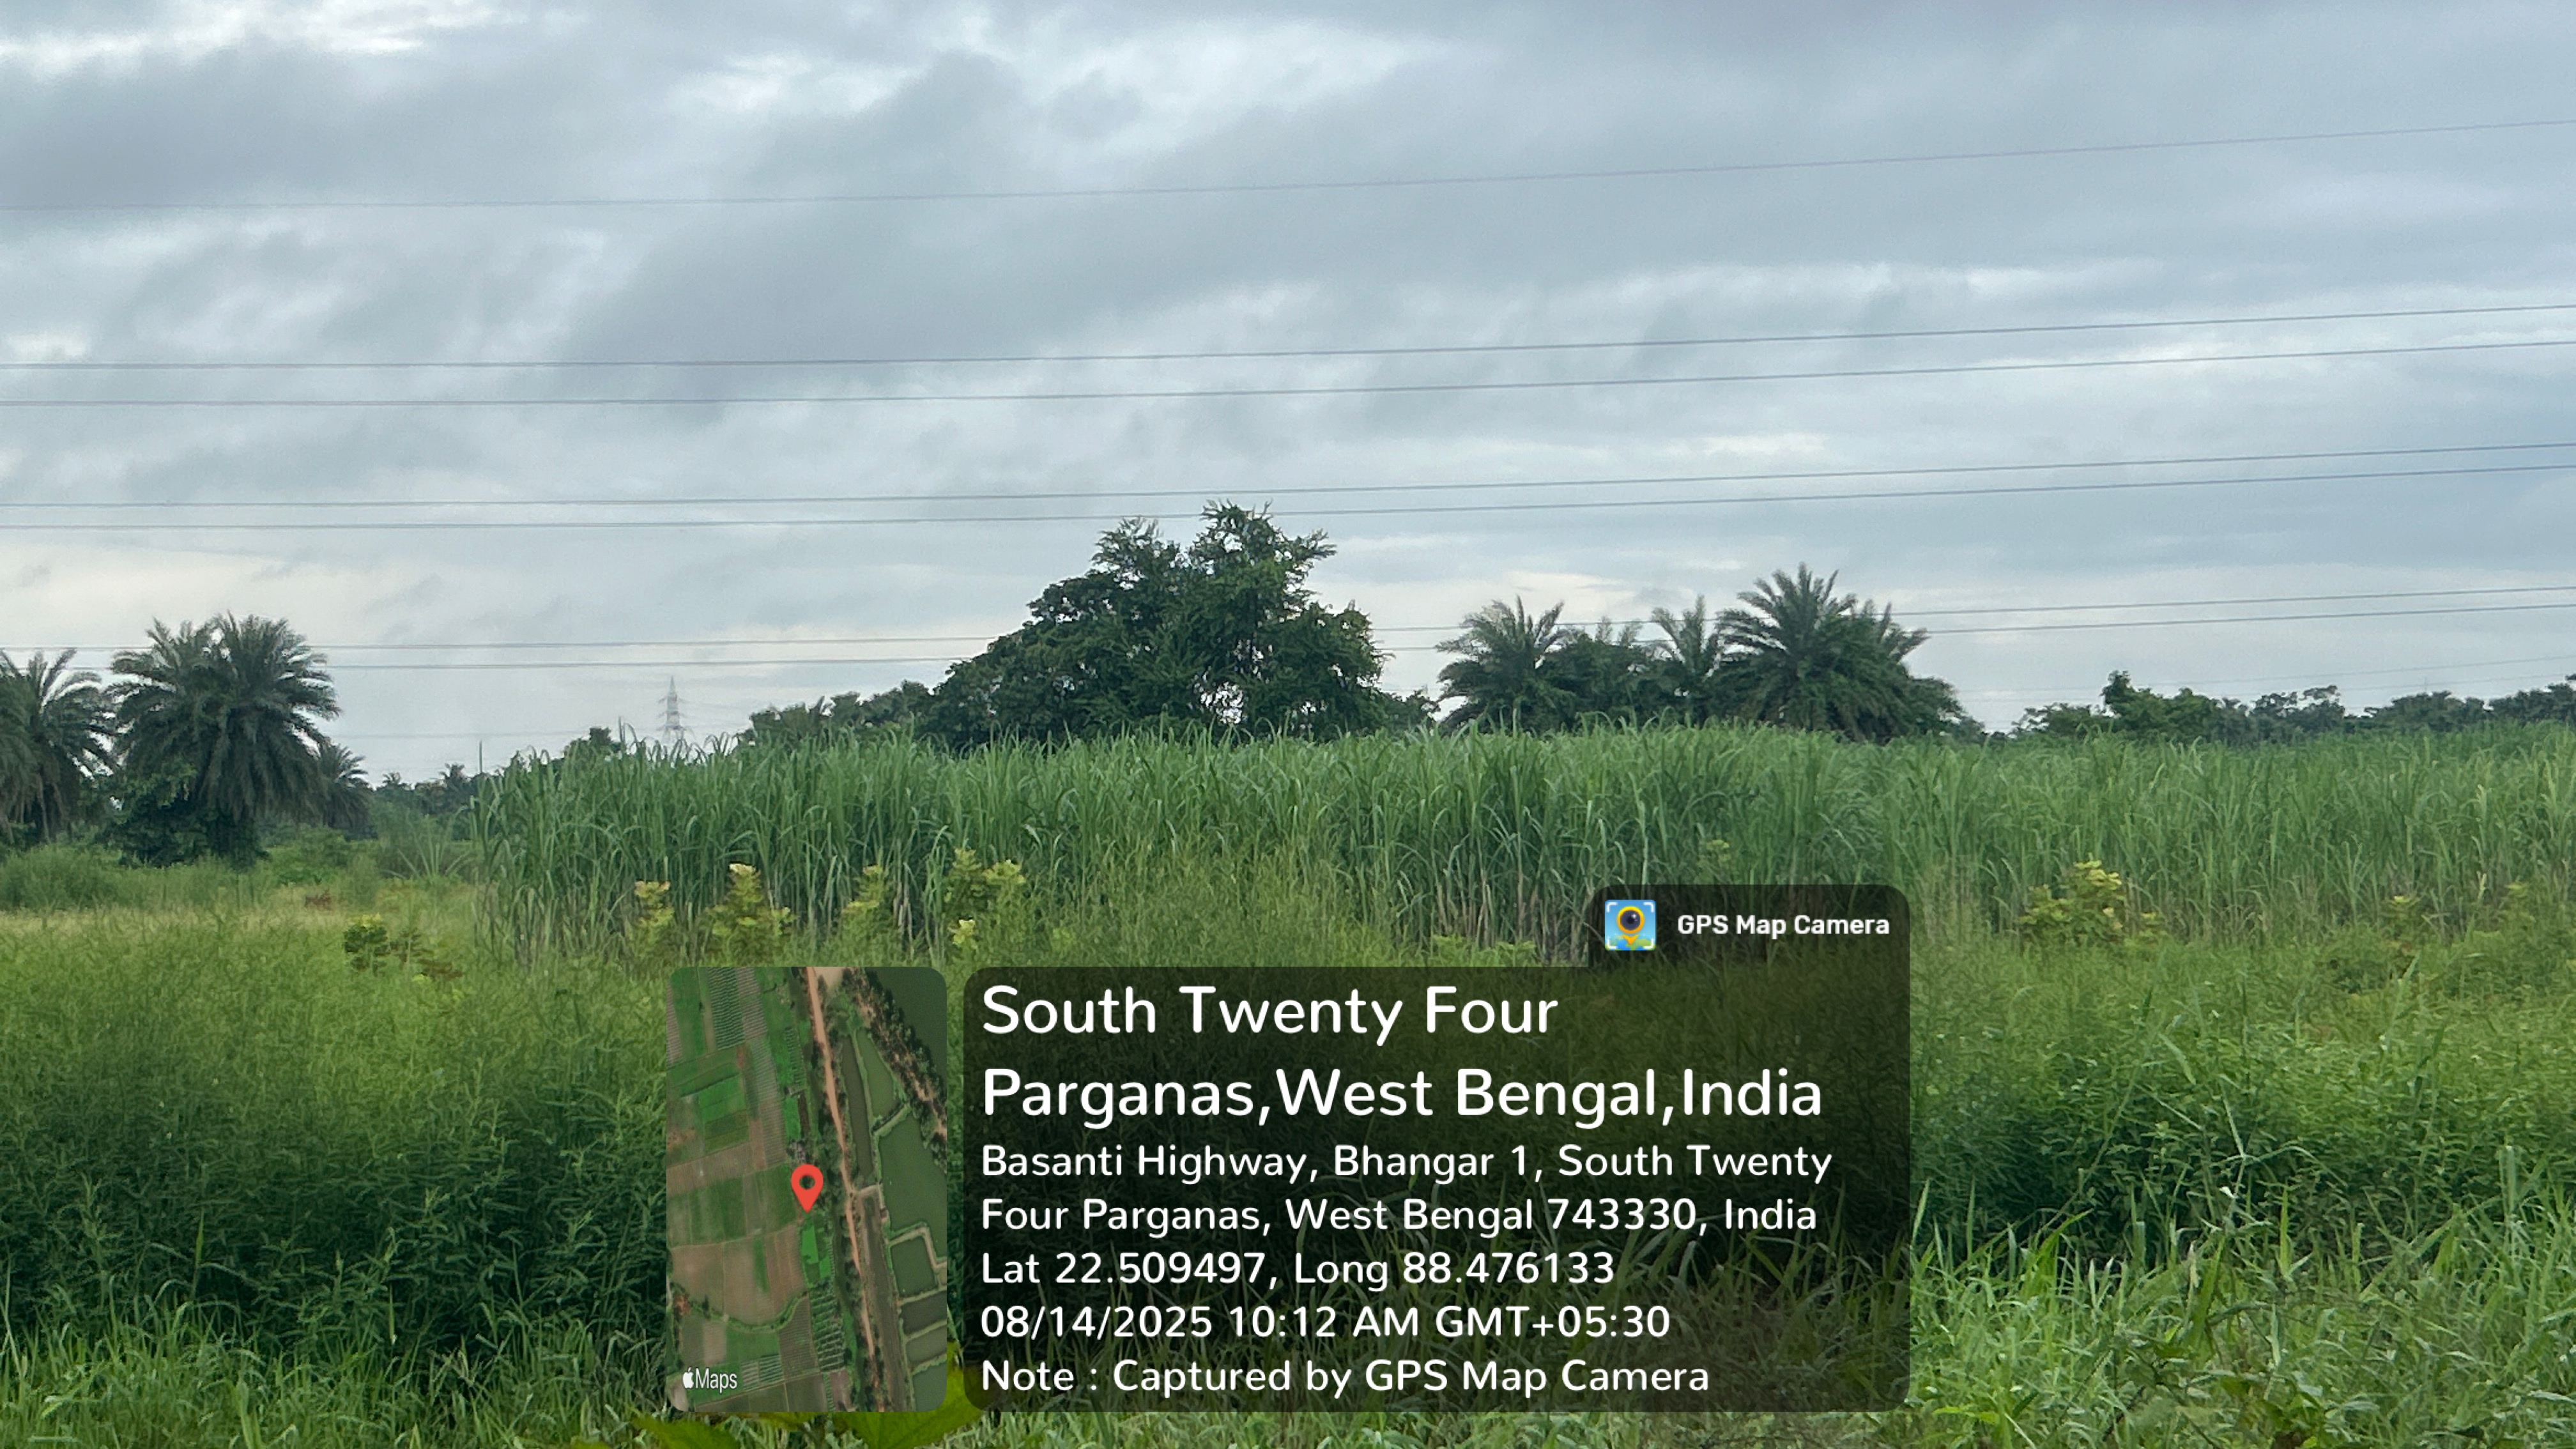 GPS Map Camera
South Twenty Four
Parganas,West Bengal,India
Basanti Highway, Bhangar 1, South Twenty
Four Parganas, West Bengal 743330, India
Lat 22.509497, Long 88.476133
08/14/2025 10:12 AM GMT+05:30
Note : Captured by GPS Map Camera
Maps